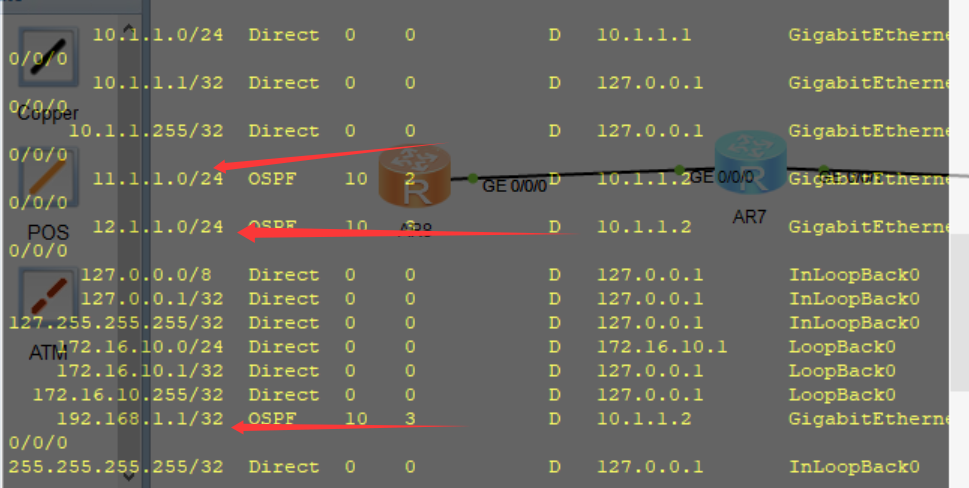 10.1.1.0/24 Direct 0 0 D 10.1.1.1 GigabitEtherne
0/0/0
10.1.1.1/32 Direct 0 0 D 127.0.0.1 GigabitEtherne
0/0/0
Copper
10.1.1.255/32 Direct 0 0 D 127.0.0.1 GigabitEtherne
0/0/0
11.1.1.0/24 OSPF 10 2 D 10.1.1.2 GigabitEtherne
GE 0/0/0
GE 0/0/0
0/0/0
AR7
POS
12.1.1.0/24 OSPF 10 D 10.1.1.2 GigabitEtherne
AR8
0/0/0
127.0.0.0/8 Direct 0 0 D 127.0.0.1 InLoopBack0
127.0.0.1/32 Direct 0 0 D 127.0.0.1 InLoopBack0
127.255.255.255/32 Direct 0 0 D 127.0.0.1 InLoopBack0
ATM
172.16.10.0/24 Direct 0 0 D 172.16.10.1 LoopBack0
172.16.10.1/32 Direct 0 0 D 127.0.0.1 LoopBack0
172.16.10.255/32 Direct 0 0 D 127.0.0.1 LoopBack0
192.168.1.1/32 OSPF 10 3 D 10.1.1.2 GigabitEtherne
0/0/0
255.255.255.255/32 Direct 0 0 D 127.0.0.1 InLoopBack0